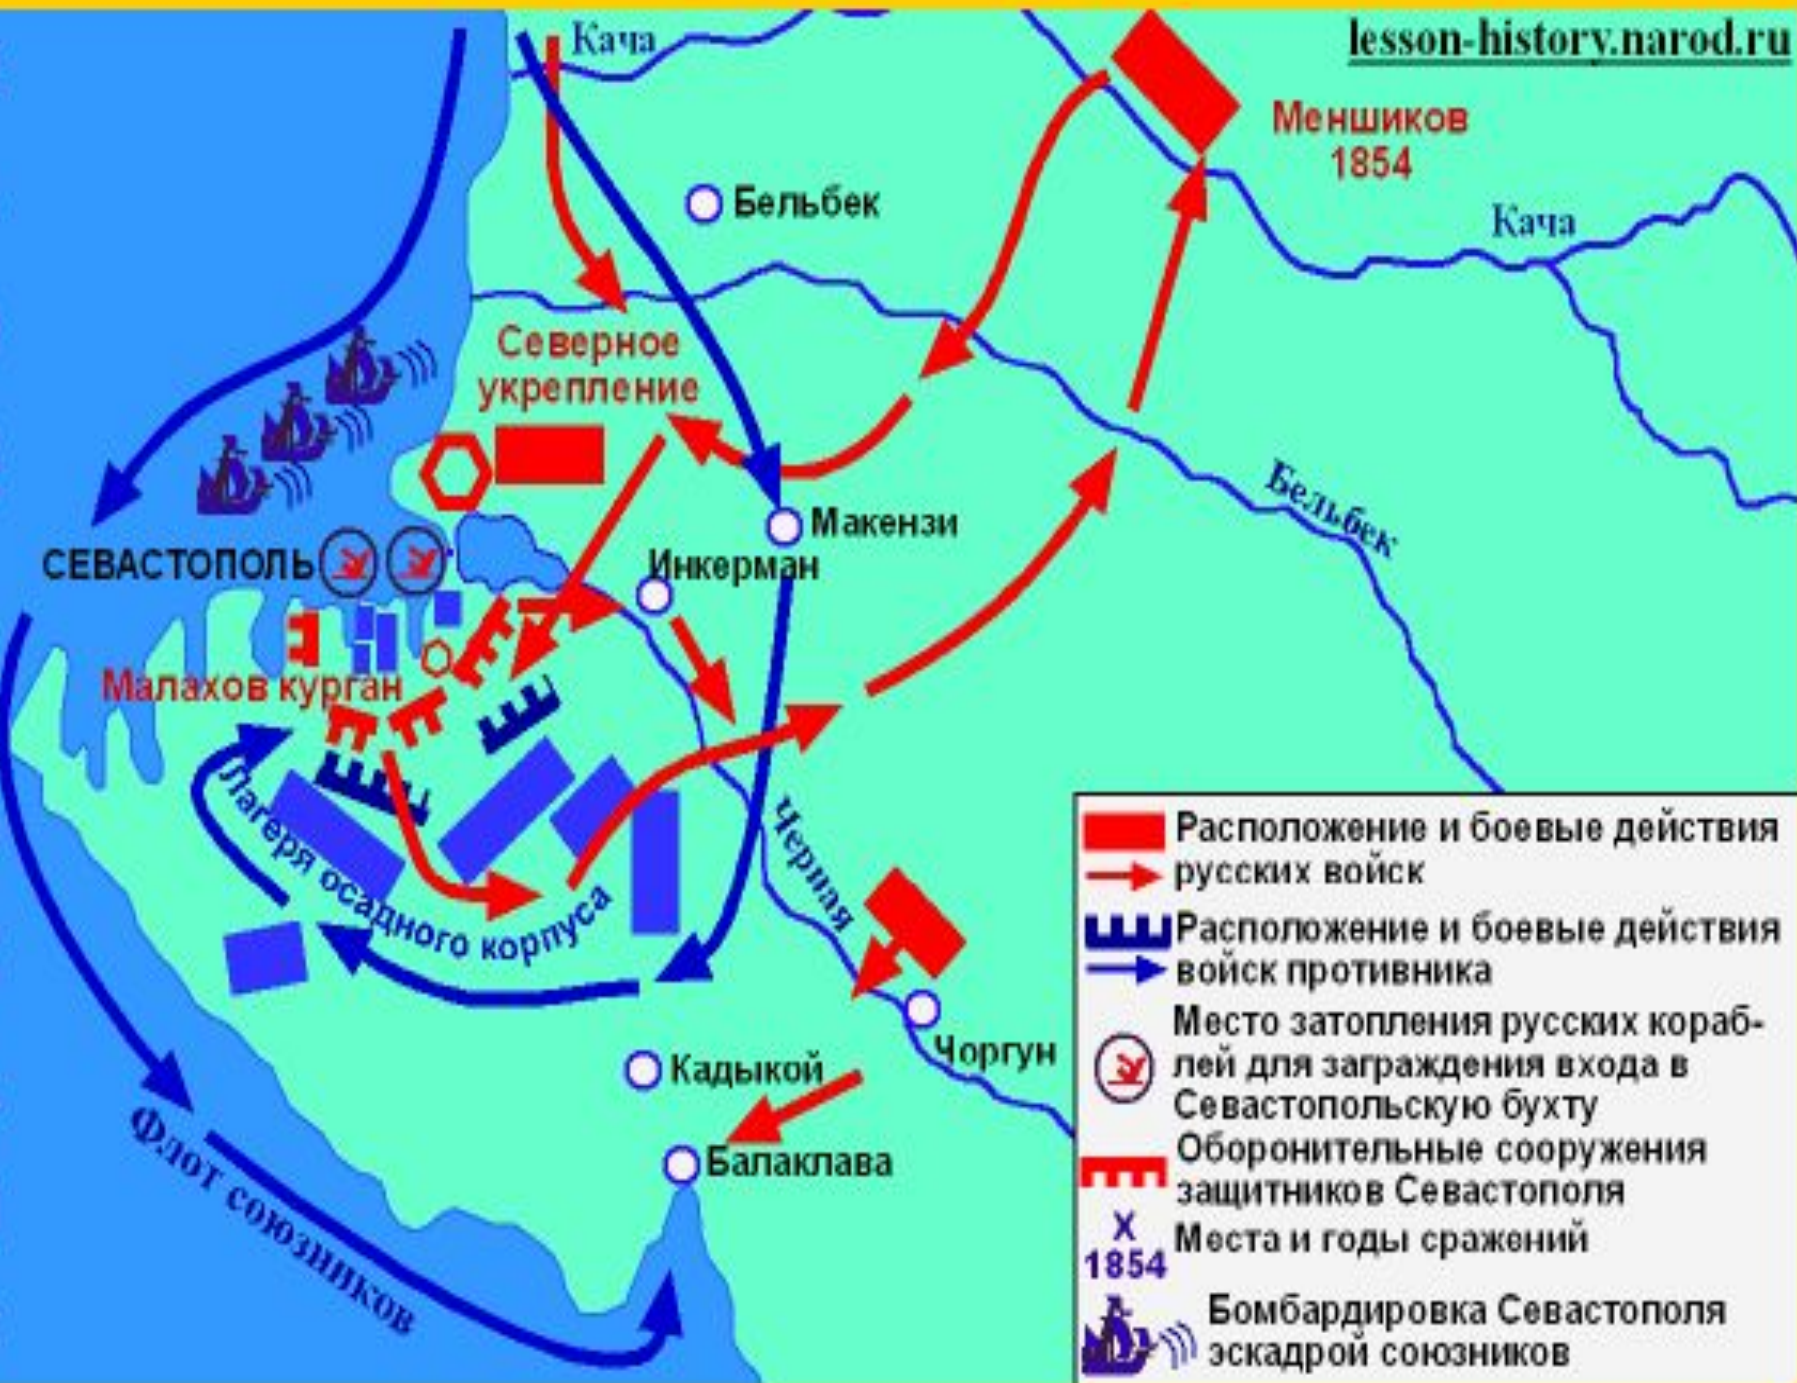 lesson-history.narod.ru
Кача
Меншиков
1854
Бельбек
Кача
Северное
укрепление
Бельбек
Макензи
СЕВАСТОПОЛЬ
Инкерман
Малахов курган
Лагеря осадного корпуса
Черная
Чоргун
Кадыкой
Балаклава
Флот союзников
Расположение и боевые действия
русских войск
Расположение и боевые действия
войск противника
Место затопления русских кораб-
лей для заграждения входа в
Севастопольскую бухту
Оборонительные сооружения
защитников Севастополя
X
1854
Места и годы сражений
Бомбардировка Севастополя
эскадрой союзников